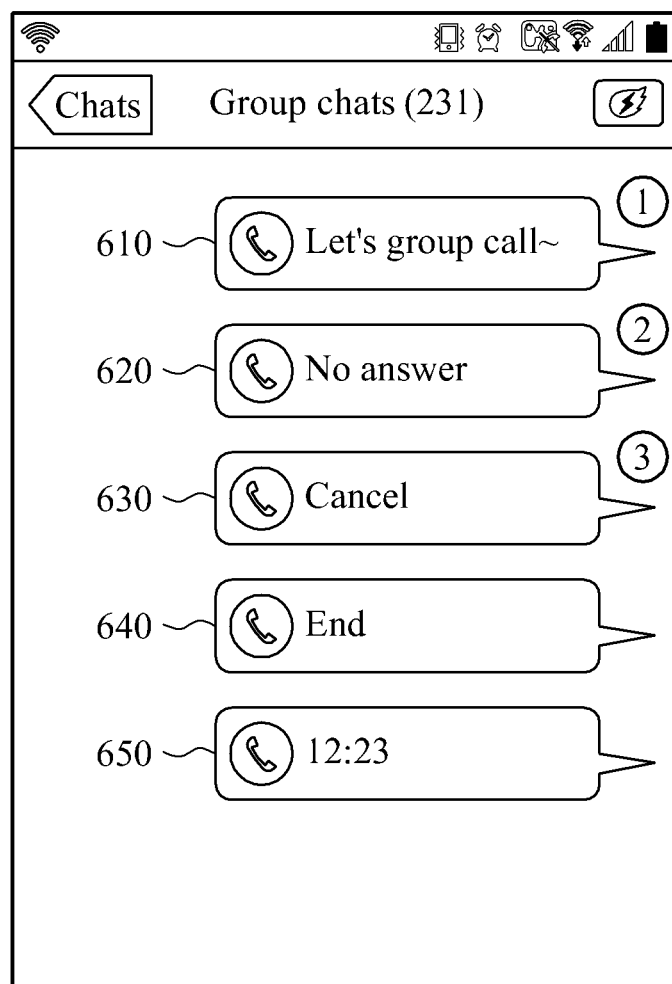 Chats Group chats (231)
1
610 Let's group call~
2
620 No answer
3
630 Cancel
640 End
650 12:23